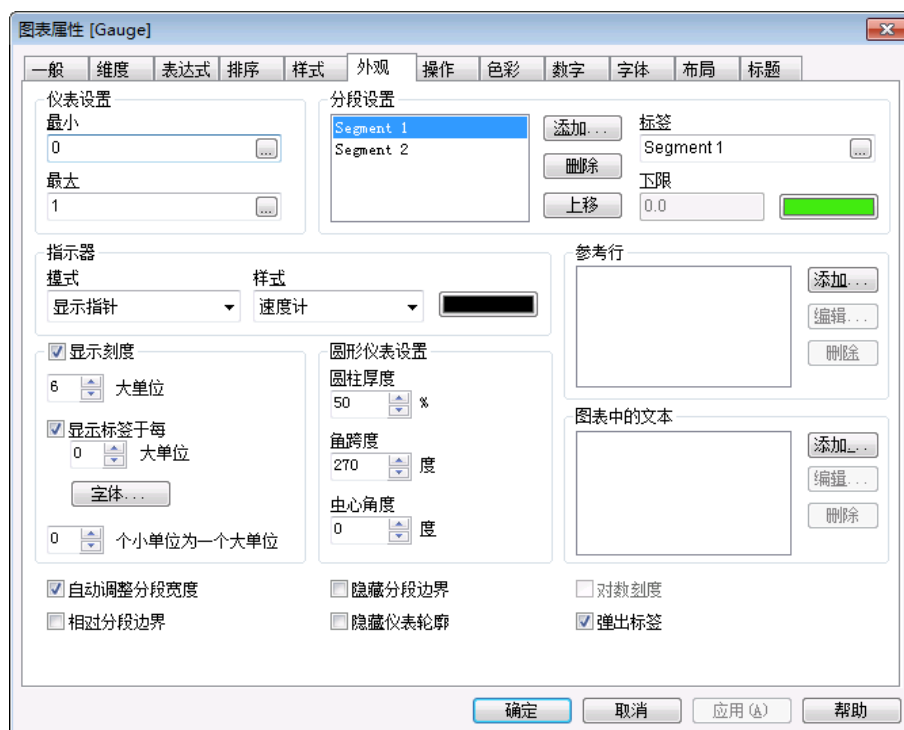 图表属性 [Gauge]
一般 维度 表达式 排序 样式 外观 操作 色彩 数字 字体 布局 标题
仪表设置
最小
0
...
最大
1
...
分段设置
Segment 1
Segment 2
添加...
删除
上移
标签
Segment 1
...
下限
0.0
指示器
模式
显示指针
样式
速度计
参考行
添加...
编辑...
删除
显示刻度
6 大单位
显示标签于每
0 大单位
字体...
0 个小单位为一个大单位
圆形仪表设置
圆柱厚度
50 %
角跨度
270 度
中心角度
0 度
图表中的文本
添加...
编辑...
删除
自动调整分段宽度 隐藏分段边界 对数刻度
相对分段边界 隐藏仪表轮廓 弹出标签
确定 取消 应用(A) 帮助